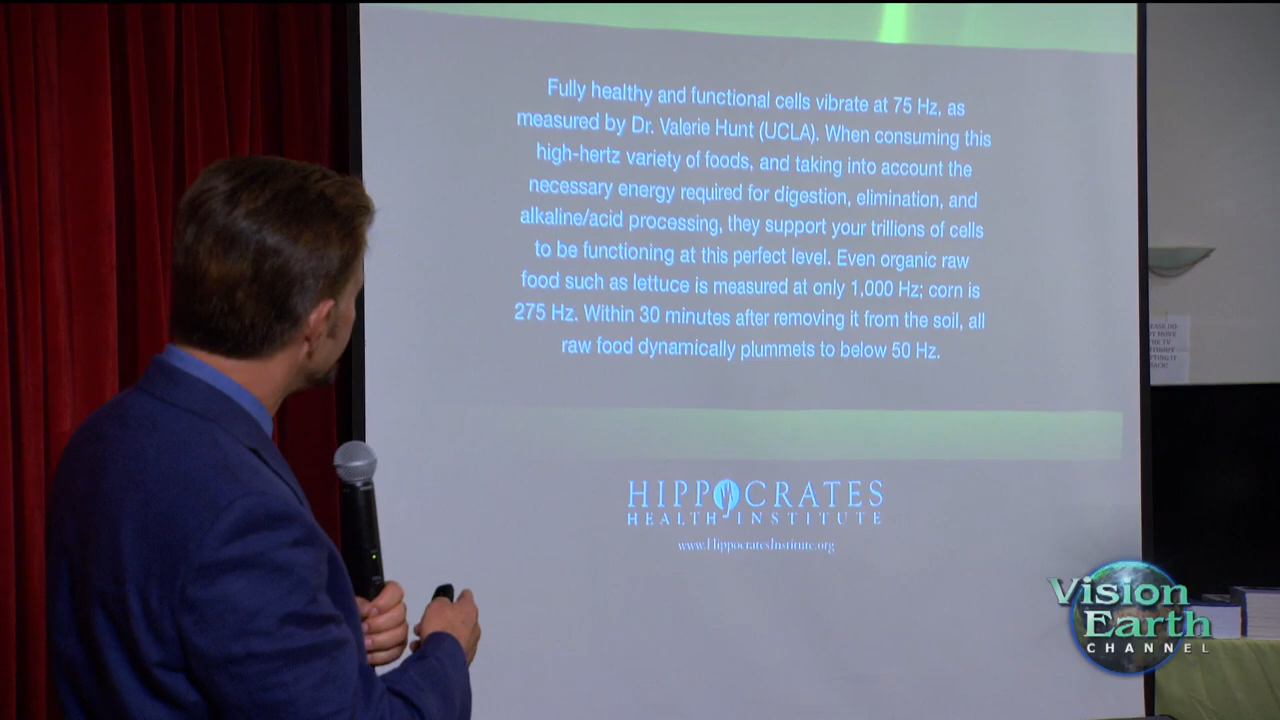 Fully healthy and functional cells vibrate at 75 Hz, as
measured by Dr. Valerie Hunt (UCLA). When consuming this
high-hertz variety of foods, and taking into account the
necessary energy required for digestion, elimination, and
alkaline/acid processing, they support your trillions of cells
to be functioning at this perfect level. Even organic raw
food such as lettuce is measured at only 1,000 Hz; corn is
275 Hz. Within 30 minutes after removing it from the soil, all
raw food dynamically plummets to below 50 Hz.
HIPPOCRATES
HEALTH INSTITUTE
www.HippocratesInstitute.org
MOVE
TV
Vision
Earth
CHANNEL